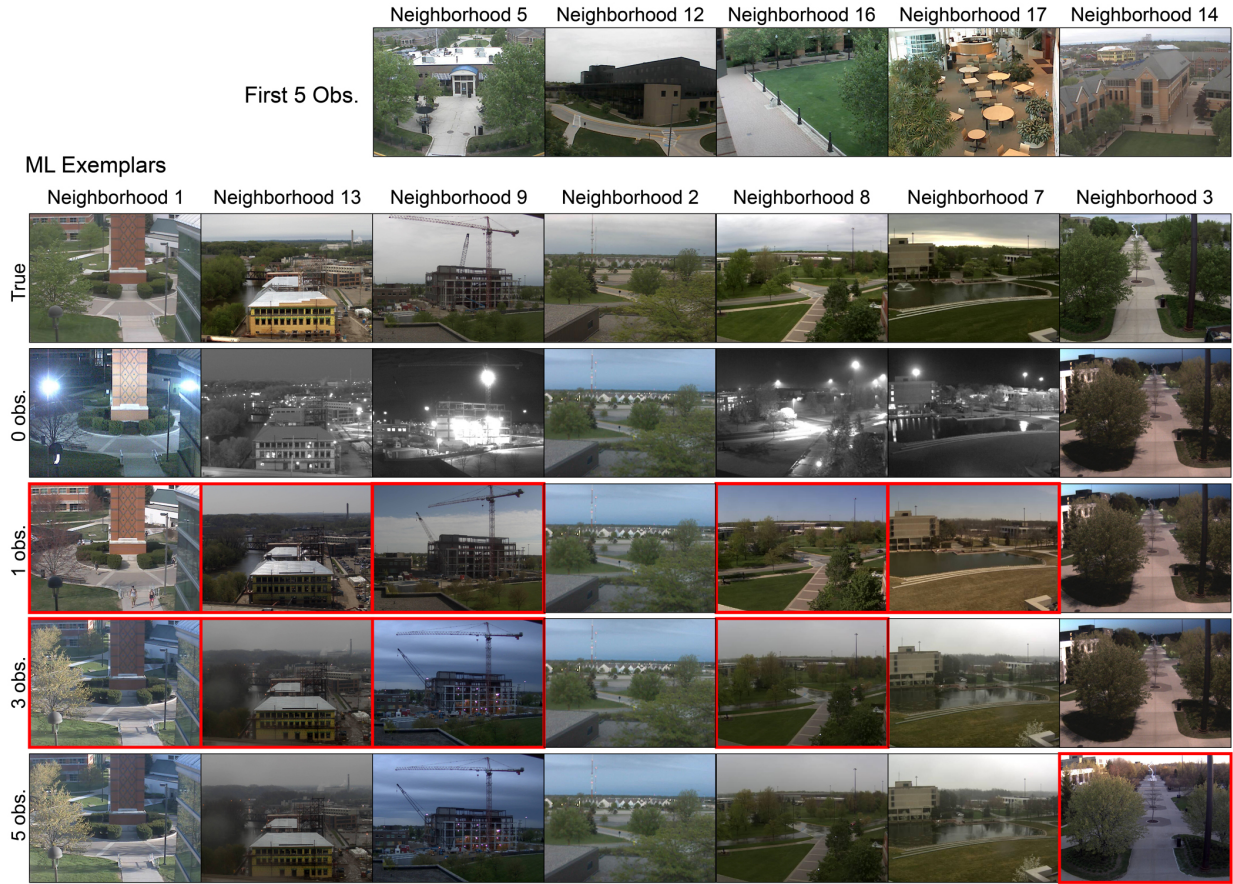 Neighborhood 5 Neighborhood 12 Neighborhood 16 Neighborhood 17 Neighborhood 14
First 5 Obs.
ML Exemplars
Neighborhood 1 Neighborhood 13 Neighborhood 9 Neighborhood 2 Neighborhood 8 Neighborhood 7 Neighborhood 3
True
0 obs.
1 obs.
3 obs.
5 obs.